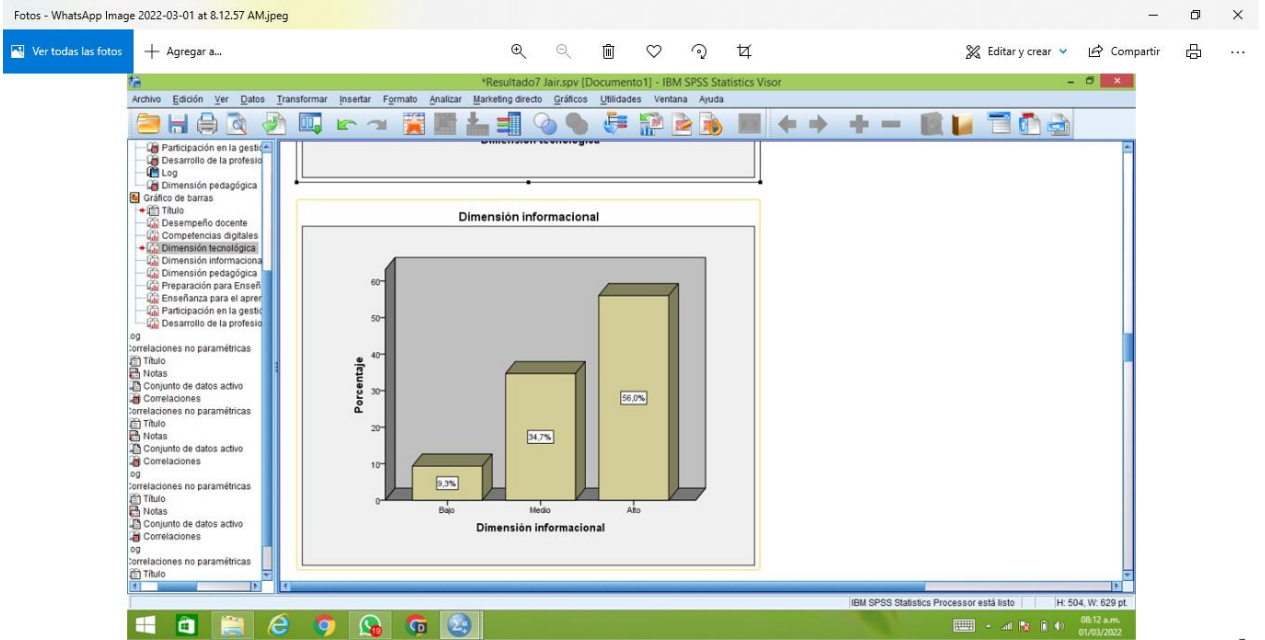 Fotos - WhatsApp Image 2022-03-01 at 8.12.57 AM.jpeg
Ver todas las fotos
Agregar a...
Editar y crear
Compartir
*Resultado7 Jair.spv [Documento1] - IBM SPSS Statistics Visor
Archivo Edición Ver Datos Transformar Insertar Formato Analizar Marketing directo Gráficos Utilidades Ventana Ayuda
Participación en la gestió
Desarrollo de la profesio
Log
Dimensión pedagógica
Gráfico de barras
Título
Desempeño docente
Competencias digitales
Dimensión tecnológica
Dimensión informaciona
Dimensión pedagógica
Preparación para Enseñ
Enseñanza para el apren
Participación en la gestió
Desarrollo de la profesio
og
Correlaciones no paramétricas
Título
Notas
Conjunto de datos activo
Correlaciones
Correlaciones no paramétricas
Título
Notas
Conjunto de datos activo
Correlaciones
og
Correlaciones no paramétricas
Título
Notas
Conjunto de datos activo
Correlaciones
og
Correlaciones no paramétricas
Título
Dimensión tecnológica
Dimensión informacional
Porcentaje
60
50
40
30
20
10
0
9,3%
34,7%
56,0%
Bajo Medio Alto
Dimensión informacional
IBM SPSS Statistics Processor está listo
H: 504, W: 629 pt.
08:12 a.m.
01/03/2022